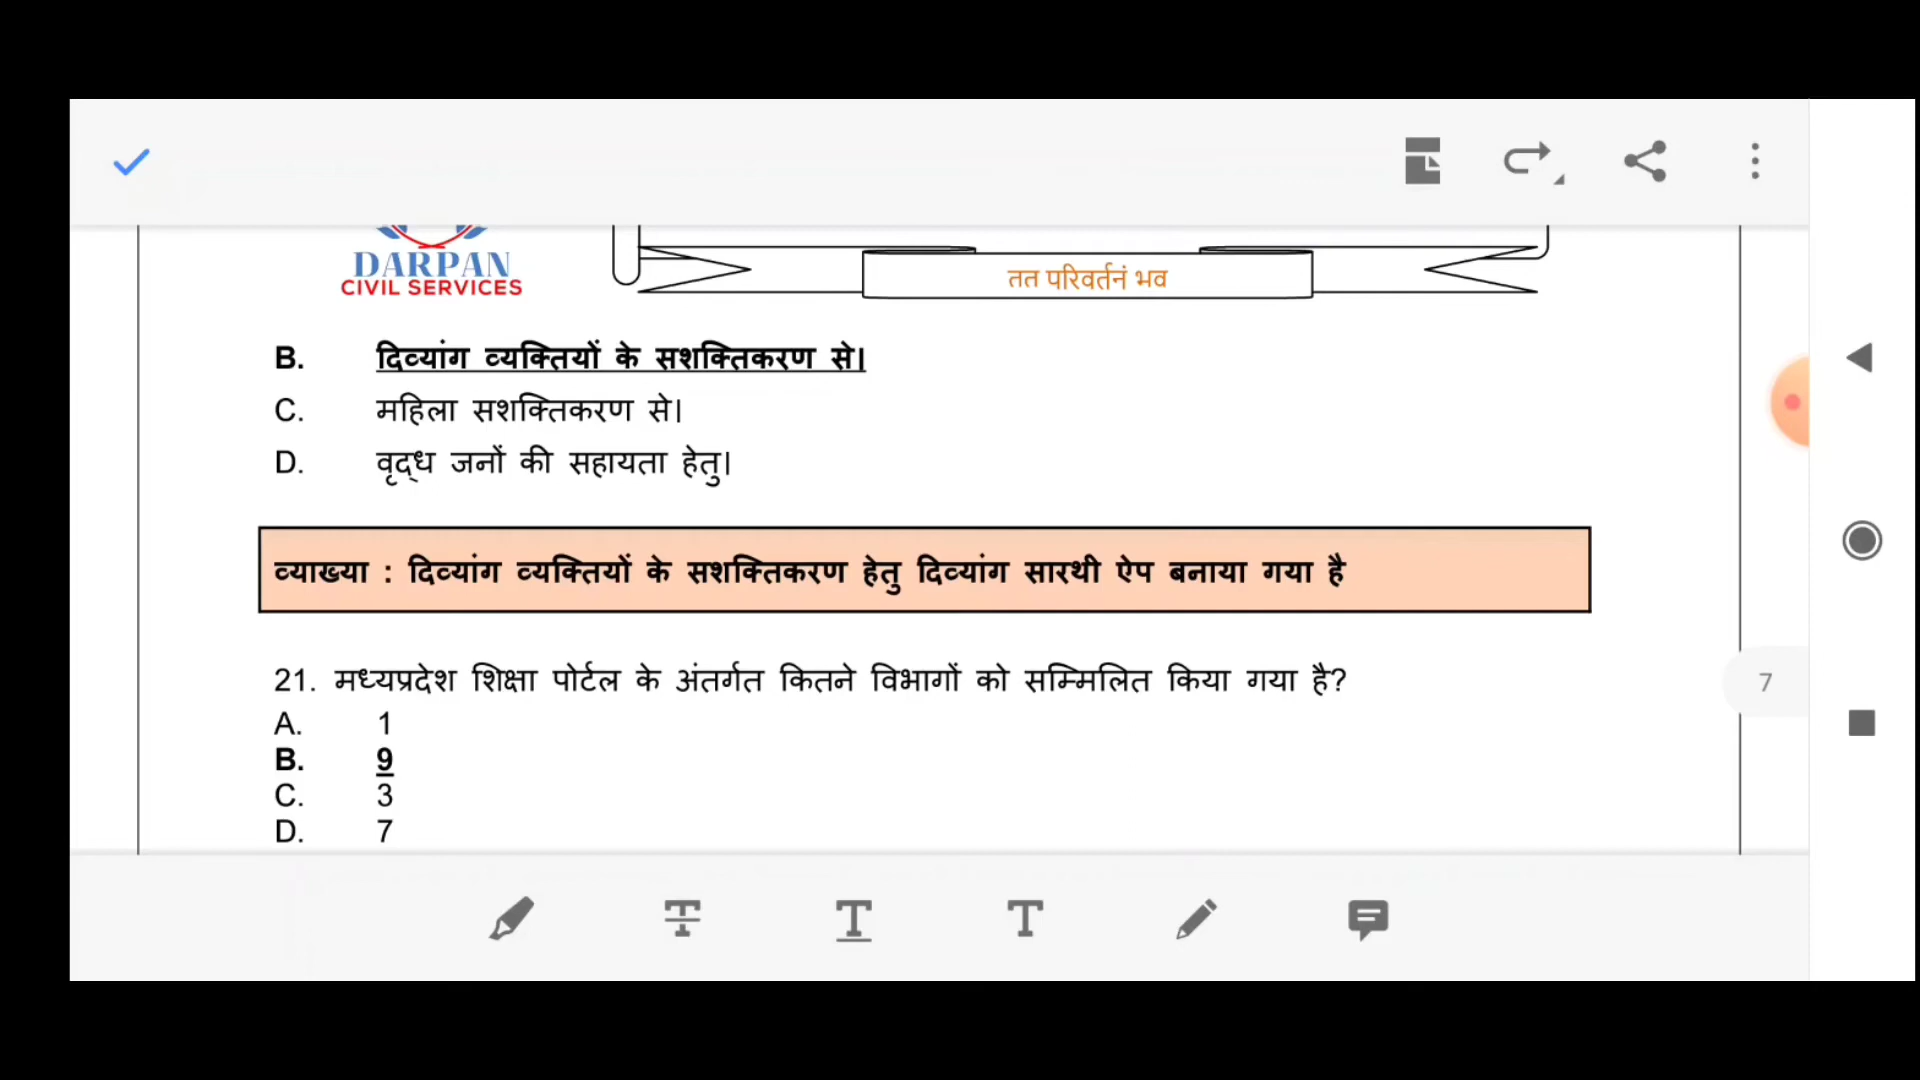 DARPAN
CIVIL SERVICES
तत परिवर्तनं भव
B. दिव्यांग व्यक्तियों के सशक्तिकरण से।
C. महिला सशक्तिकरण से।
D. वृद्ध जनों की सहायता हेतु।
व्याख्या : दिव्यांग व्यक्तियों के सशक्तिकरण हेतु दिव्यांग सारथी ऐप बनाया गया है
21. मध्यप्रदेश शिक्षा पोर्टल के अंतर्गत कितने विभागों को सम्मिलित किया गया है?
7
A. 1
B. 9
C. 3
D. 7